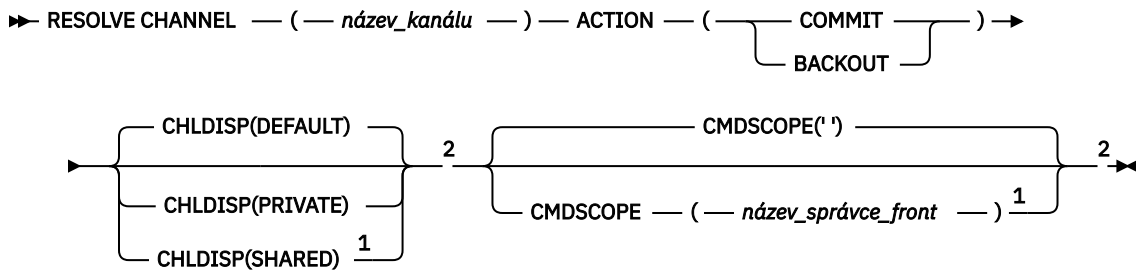 RESOLVE CHANNEL ( název_kanálu ) ACTION ( COMMIT )
BACKOUT
CHLDISP(DEFAULT) 2 CMDSCOPE(' ') 2
CHLDISP(PRIVATE) CMDSCOPE ( název_správce_front ) 1
CHLDISP(SHARED) 1